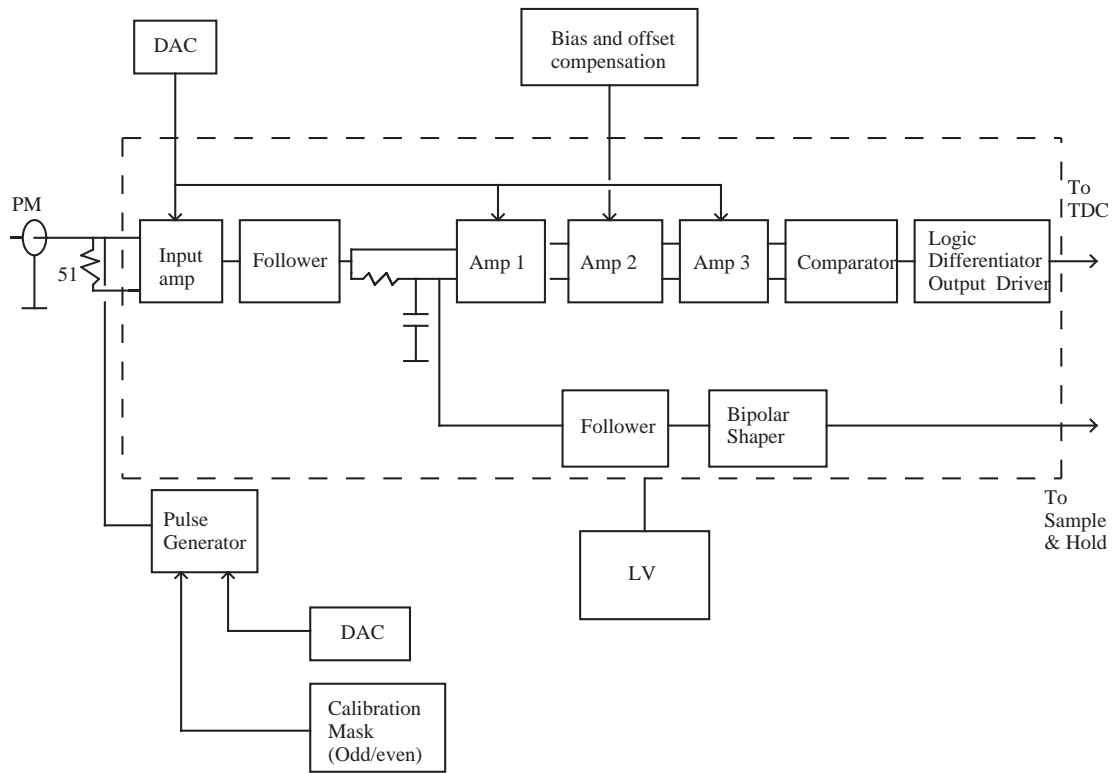 DAC
Bias and offset
compensation
PM
51
Input
amp
Follower
Amp 1
Amp 2
Amp 3
Comparator
Logic
Differentiator
Output Driver
To
TDC
Follower
Bipolar
Shaper
To
Sample
& Hold
Pulse
Generator
LV
DAC
Calibration
Mask
(Odd/even)